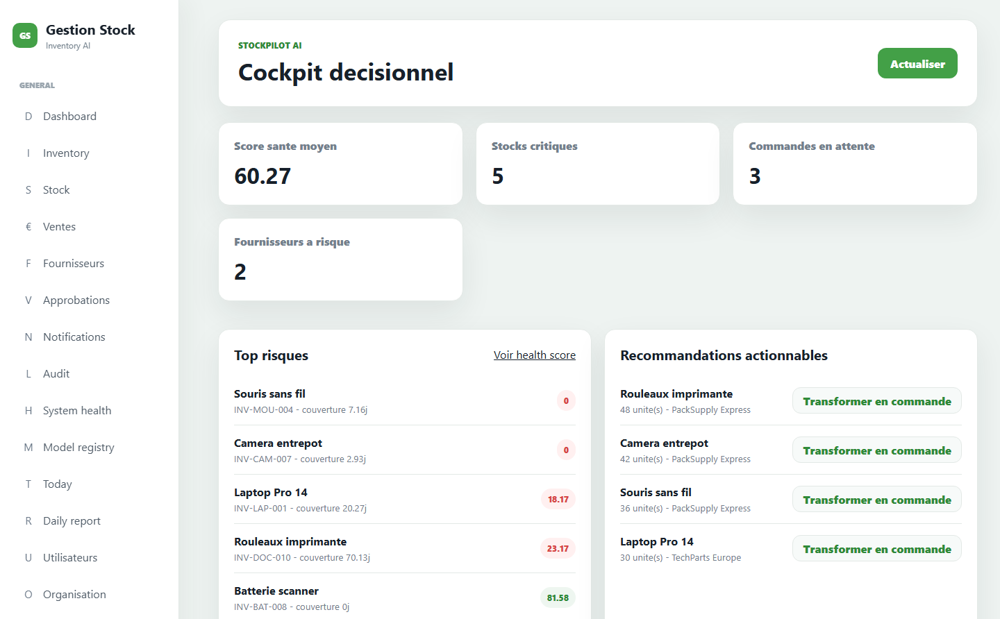 GS
Gestion Stock
Inventory AI
GENERAL
D Dashboard
I Inventory
S Stock
€ Ventes
F Fournisseurs
V Approbations
N Notifications
L Audit
H System health
M Model registry
T Today
R Daily report
U Utilisateurs
O Organisation
STOCKPILOT AI
Cockpit decisionnel
Actualiser
Score sante moyen
60.27
Stocks critiques
5
Commandes en attente
3
Fournisseurs a risque
2
Top risques
Voir health score
Souris sans fil
INV-MOU-004 - couverture 7.16j
0
Camera entrepot
INV-CAM-007 - couverture 2.93j
0
Laptop Pro 14
INV-LAP-001 - couverture 20.27j
18.17
Rouleaux imprimante
INV-DOC-010 - couverture 70.13j
23.17
Batterie scanner
INV-BAT-008 - couverture 0j
81.58
Recommandations actionnables
Rouleaux imprimante
48 unite(s) - PackSupply Express
Transformer en commande
Camera entrepot
42 unite(s) - PackSupply Express
Transformer en commande
Souris sans fil
36 unite(s) - PackSupply Express
Transformer en commande
Laptop Pro 14
30 unite(s) - TechParts Europe
Transformer en commande